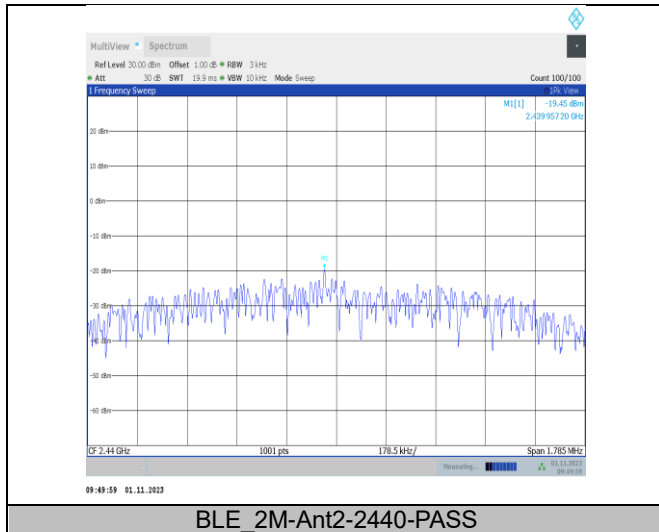 MultiView Spectrum
Ref Level 30.00 dBm Offset 1.00 dB RBW 3 kHz
Att 30 dB SWT 19.9 ms VBW 10 kHz Mode Sweep Count 100/100
1 Frequency Sweep 1Pk View
M1[1] -19.45 dBm
2.439 957 20 GHz
20 dBm
10 dBm
0 dBm
-10 dBm
M1
-20 dBm
-30 dBm
-40 dBm
-50 dBm
-60 dBm
CF 2.44 GHz 1001 pts 178.5 kHz/ Span 1.785 MHz
Measuring... 01.11.2023
09:49:59
09:49:59 01.11.2023
BLE_2M-Ant2-2440-PASS